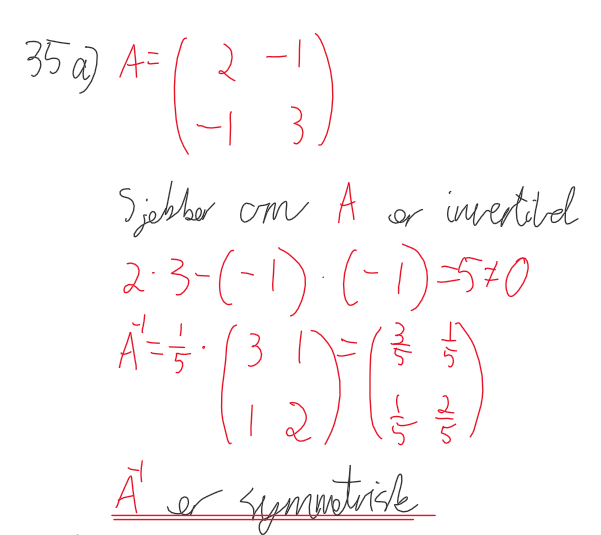 35 a) A = ( 2 -1
-1 3 )
Sjekker om A er invertibel
2 · 3 - (-1) · (-1) = 5 ≠ 0
A⁻¹ = 1/5 · ( 3 1 ; 1 2 ) = ( 3/5 1/5 ; 1/5 2/5 )
A⁻¹ er symmetrisk